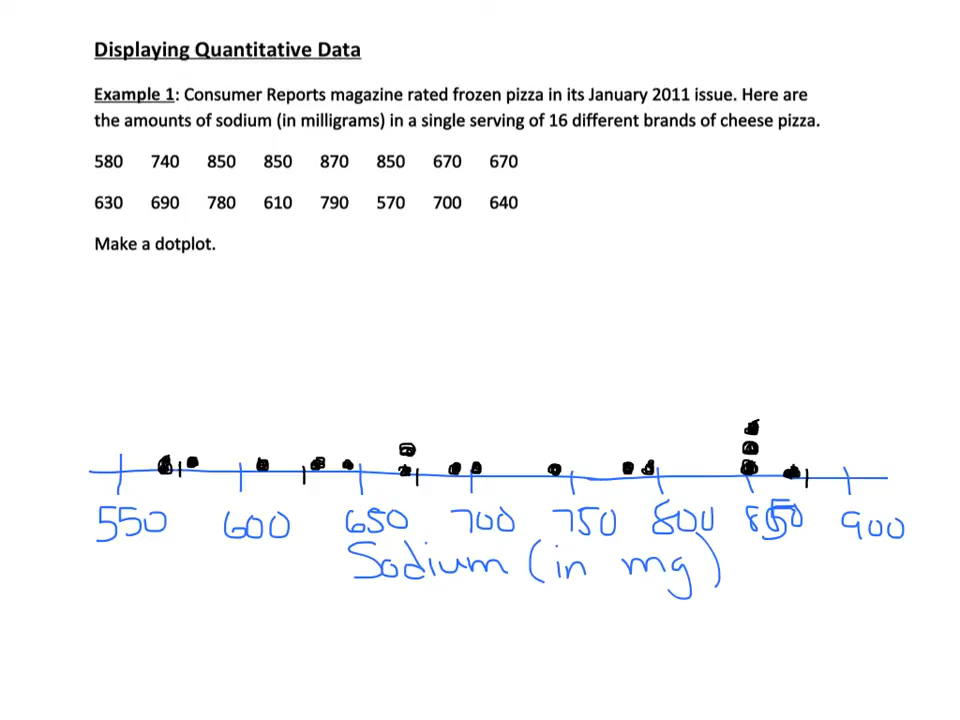 Displaying Quantitative Data
Example 1: Consumer Reports magazine rated frozen pizza in its January 2011 issue. Here are
the amounts of sodium (in milligrams) in a single serving of 16 different brands of cheese pizza.
580 740 850 850 870 850 670 670
630 690 780 610 790 570 700 640
Make a dotplot.
550 600 650 700 750 800 850 900
Sodium (in mg)